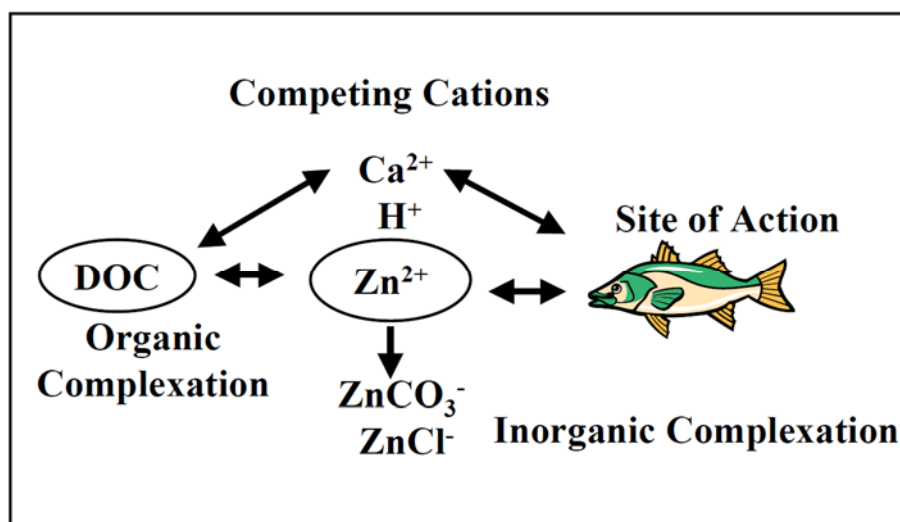 Competing Cations
Ca²⁺
H⁺
Site of Action
DOC
Zn²⁺
Organic
Complexation
ZnCO₃⁻
ZnCl⁻
Inorganic Complexation